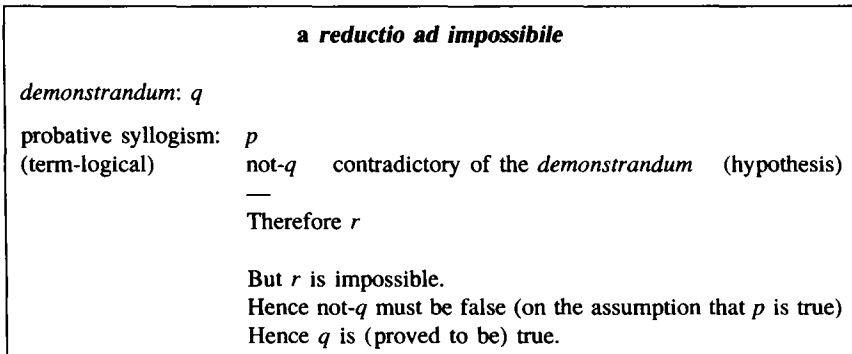 a reductio ad impossibile
demonstrandum: q
probative syllogism: p
(term-logical) not-q contradictory of the demonstrandum (hypothesis)
—
Therefore r
But r is impossible.
Hence not-q must be false (on the assumption that p is true)
Hence q is (proved to be) true.